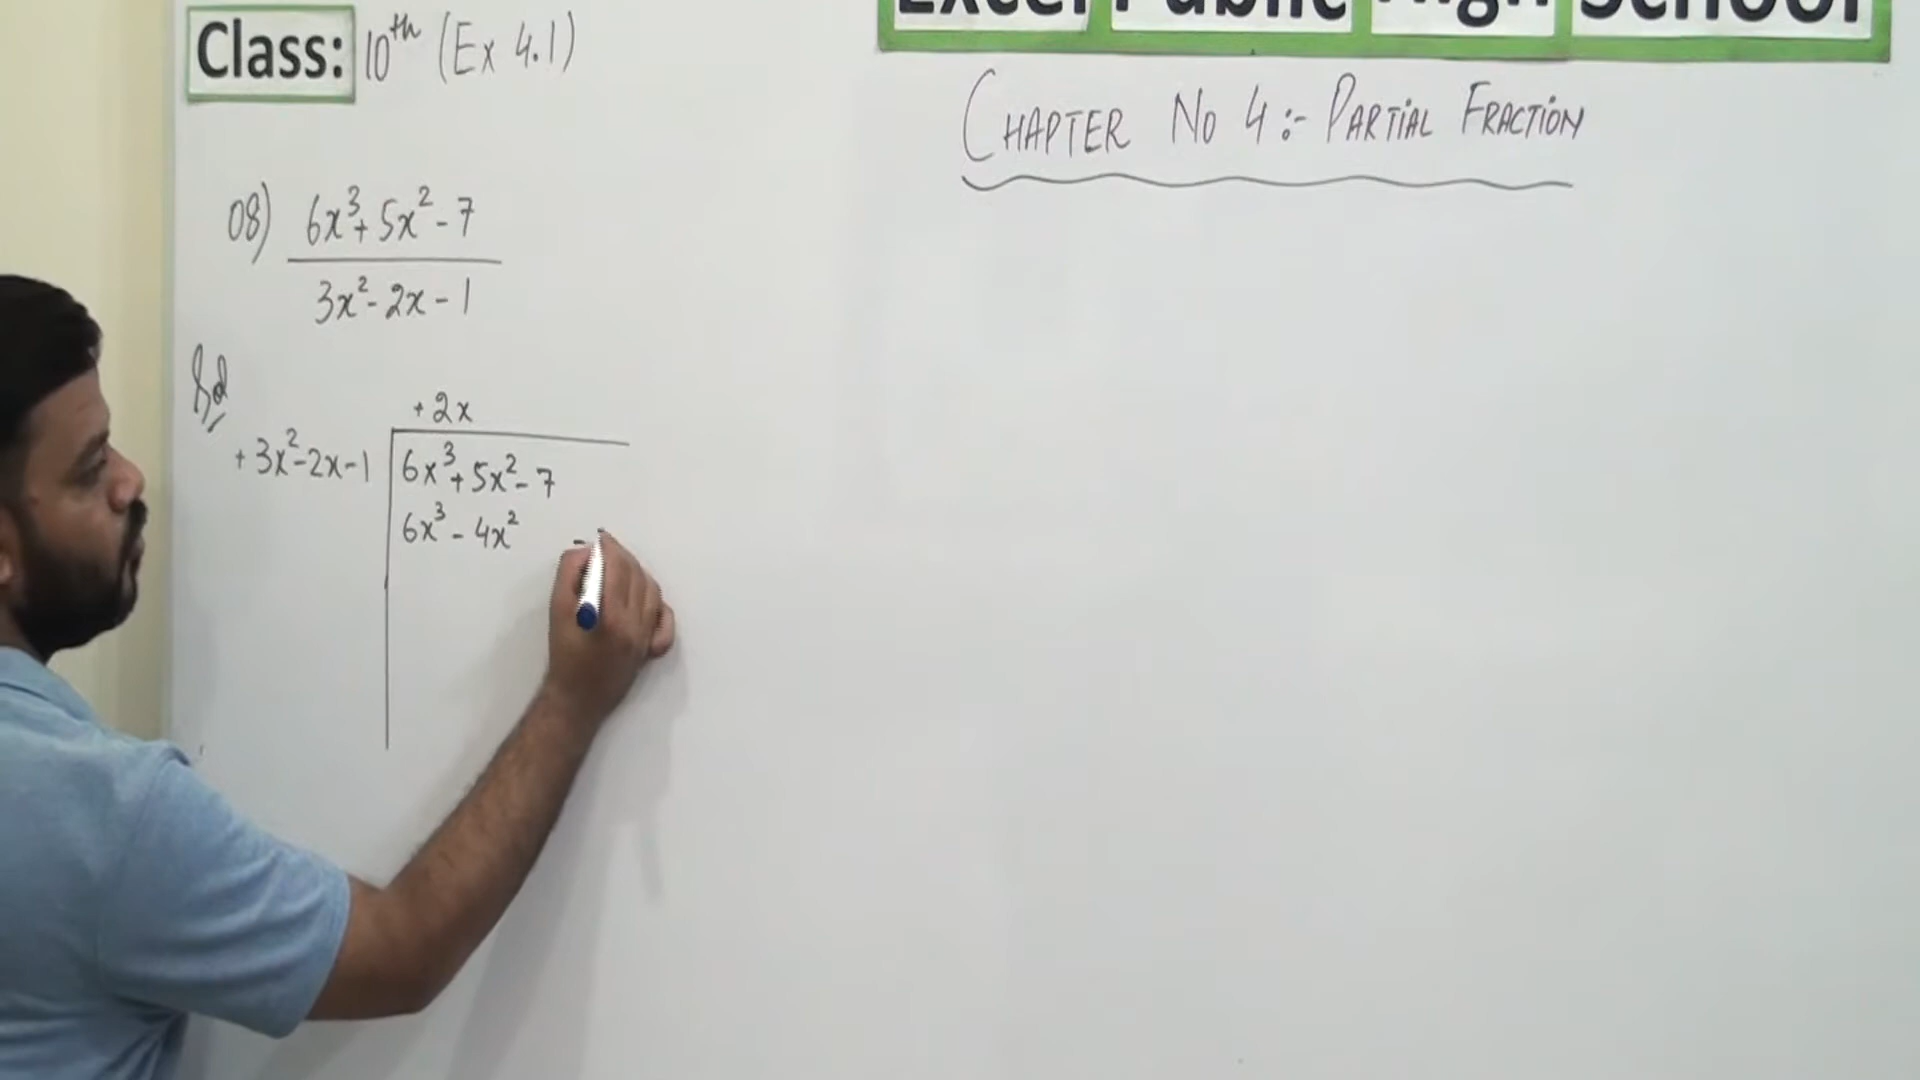 Excel Public High School
Class: 10th (Ex 4.1)
CHAPTER No 4 :- PARTIAL FRACTION
08) 6x³ + 5x² - 7
3x² - 2x - 1
Sol
+ 2x
+ 3x² - 2x - 1 6x³ + 5x² - 7
6x³ - 4x² -